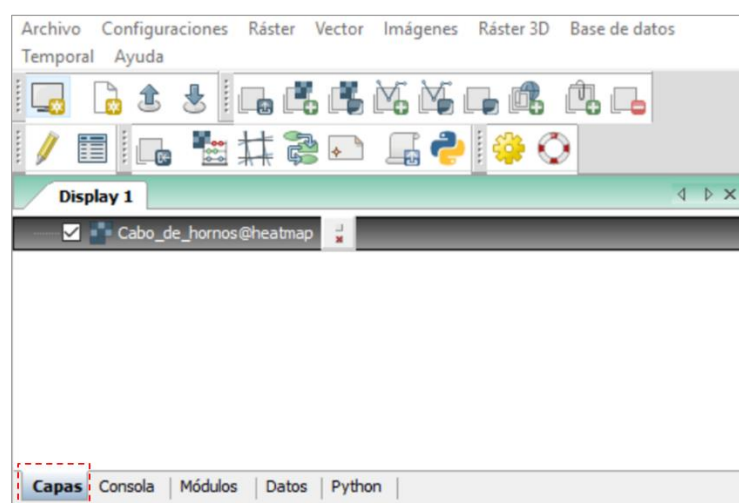 Archivo Configuraciones Ráster Vector Imágenes Ráster 3D Base de datos
Temporal Ayuda
Display 1
Cabo_de_hornos@heatmap
Capas Consola Módulos Datos Python